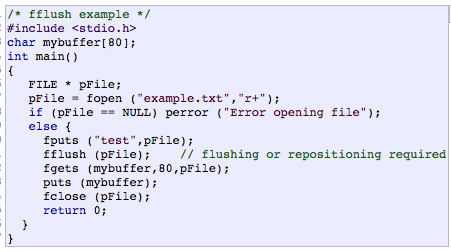 /* fflush example */
#include <stdio.h>
char mybuffer[80];
int main()
{
   FILE * pFile;
   pFile = fopen ("example.txt","r+");
   if (pFile == NULL) perror ("Error opening file");
   else {
     fputs ("test",pFile);
     fflush (pFile);    // flushing or repositioning required
     fgets (mybuffer,80,pFile);
     puts (mybuffer);
     fclose (pFile);
     return 0;
  }
}